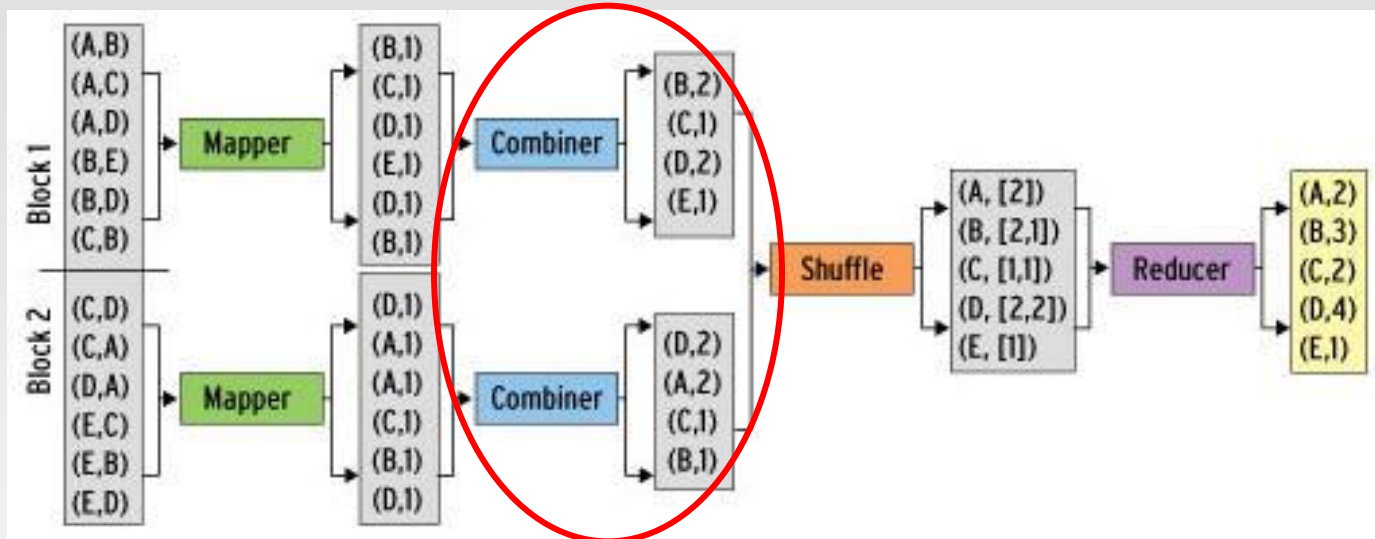 Block 1
(A,B)
(A,C)
(A,D)
(B,E)
(B,D)
(C,B)
Mapper
(B,1)
(C,1)
(D,1)
(E,1)
(D,1)
(B,1)
Combiner
(B,2)
(C,1)
(D,2)
(E,1)
Block 2
(C,D)
(C,A)
(D,A)
(E,C)
(E,B)
(E,D)
Mapper
(D,1)
(A,1)
(A,1)
(C,1)
(B,1)
(D,1)
Combiner
(D,2)
(A,2)
(C,1)
(B,1)
Shuffle
(A, [2])
(B, [2,1])
(C, [1,1])
(D, [2,2])
(E, [1])
Reducer
(A,2)
(B,3)
(C,2)
(D,4)
(E,1)